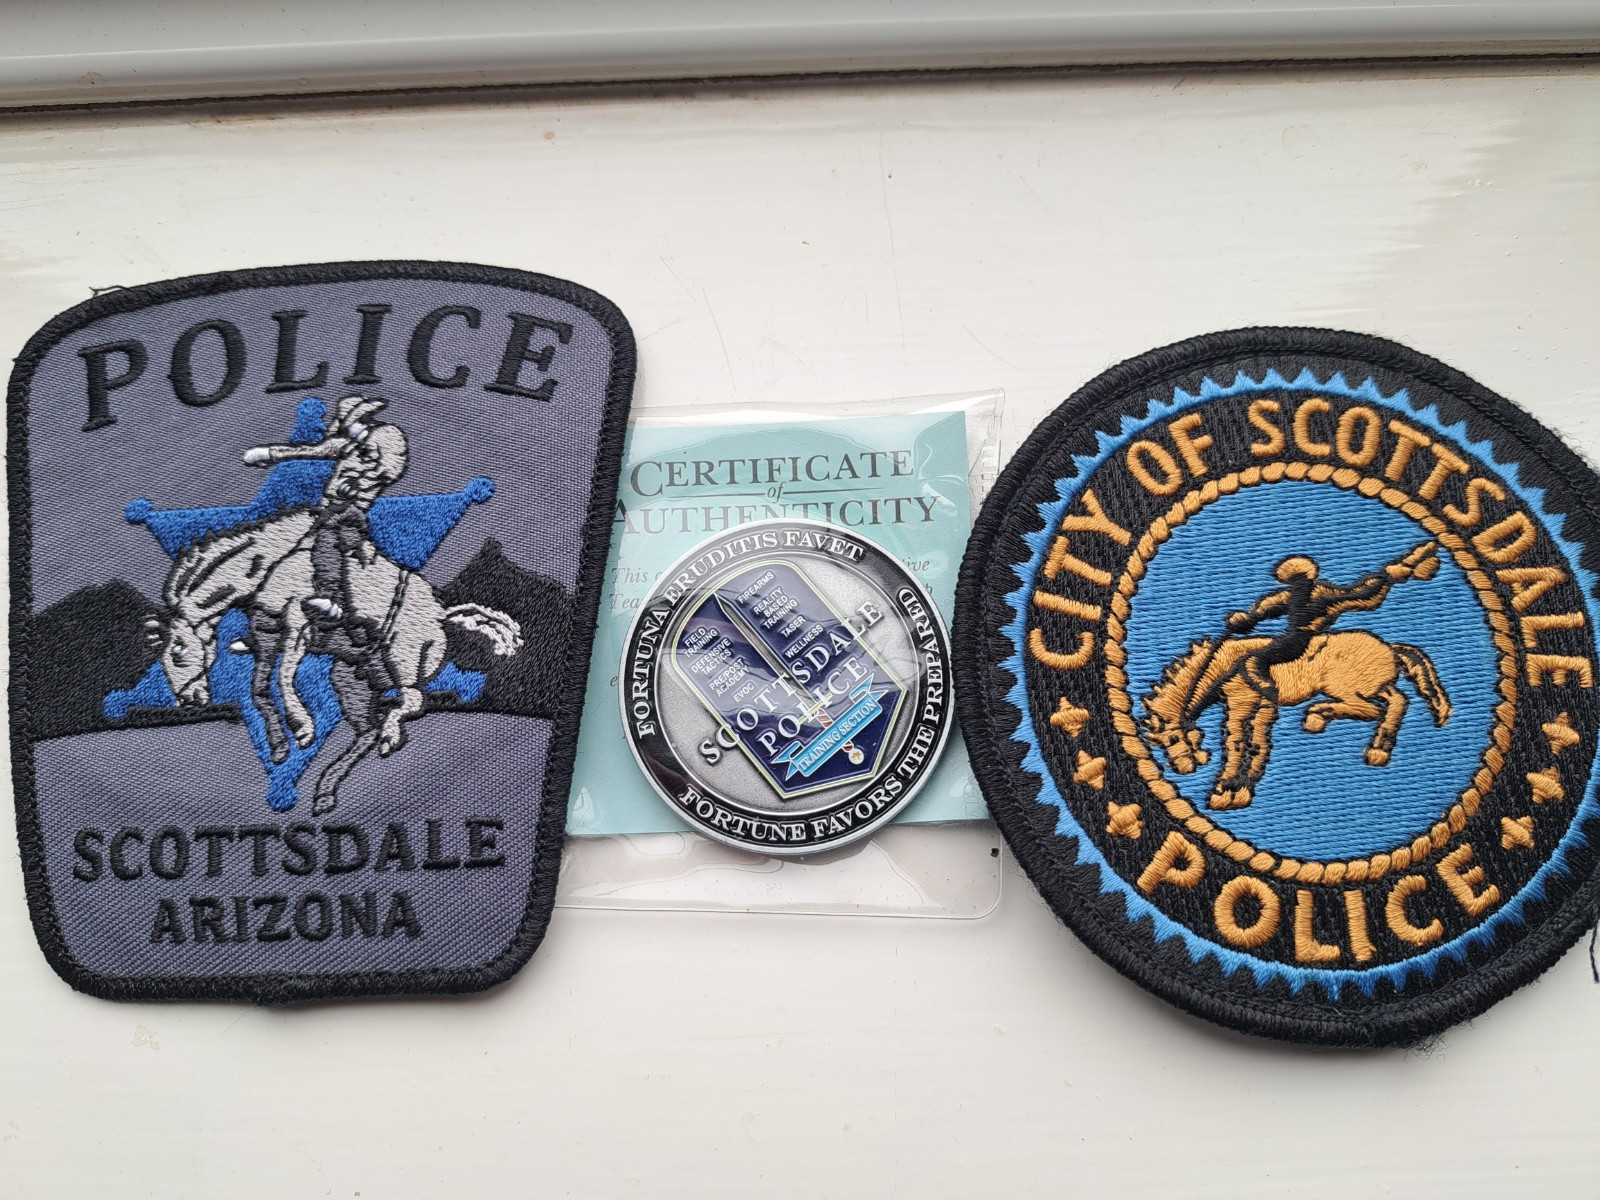 POLICE
SCOTTSDALE
ARIZONA
CERTIFICATE
of
AUTHENTICITY
This
FORTUNA ERUDITIS FAVET
FIREARMS
REALITY
BASED
TRAINING
TASER
WELLNESS
FIELD
TRAINING
DEFENSIVE
TACTICS
PRE/POST
ACADEMY
EVOC
SCOTTSDALE
POLICE
TRAINING SECTION
FORTUNE FAVORS THE PREPARED
CITY OF SCOTTSDALE
POLICE